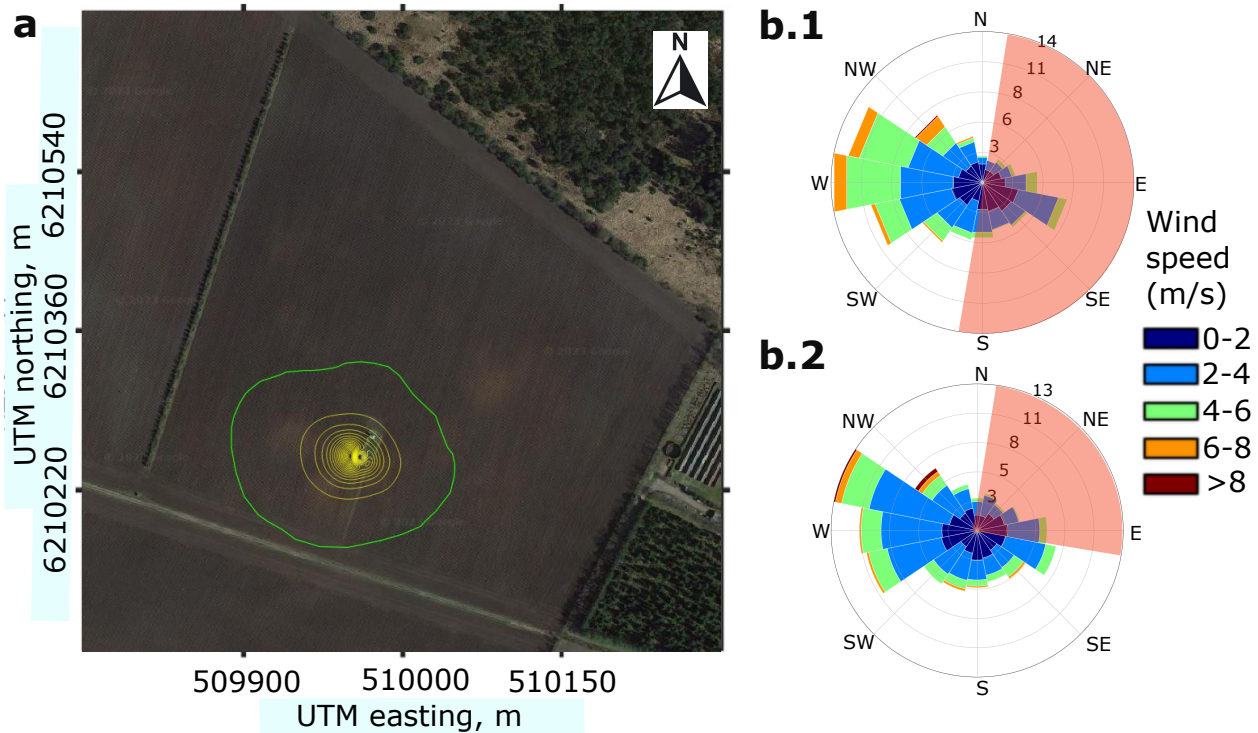 a
N
UTM northing, m
6210540
6210360
6210220
509900
510000
510150
UTM easting, m
b.1
N
NE
E
SE
S
SW
W
NW
14
11
8
6
3
b.2
N
NE
E
SE
S
SW
W
NW
13
11
8
5
3
Wind
speed
(m/s)
0-2
2-4
4-6
6-8
>8
2023 Google